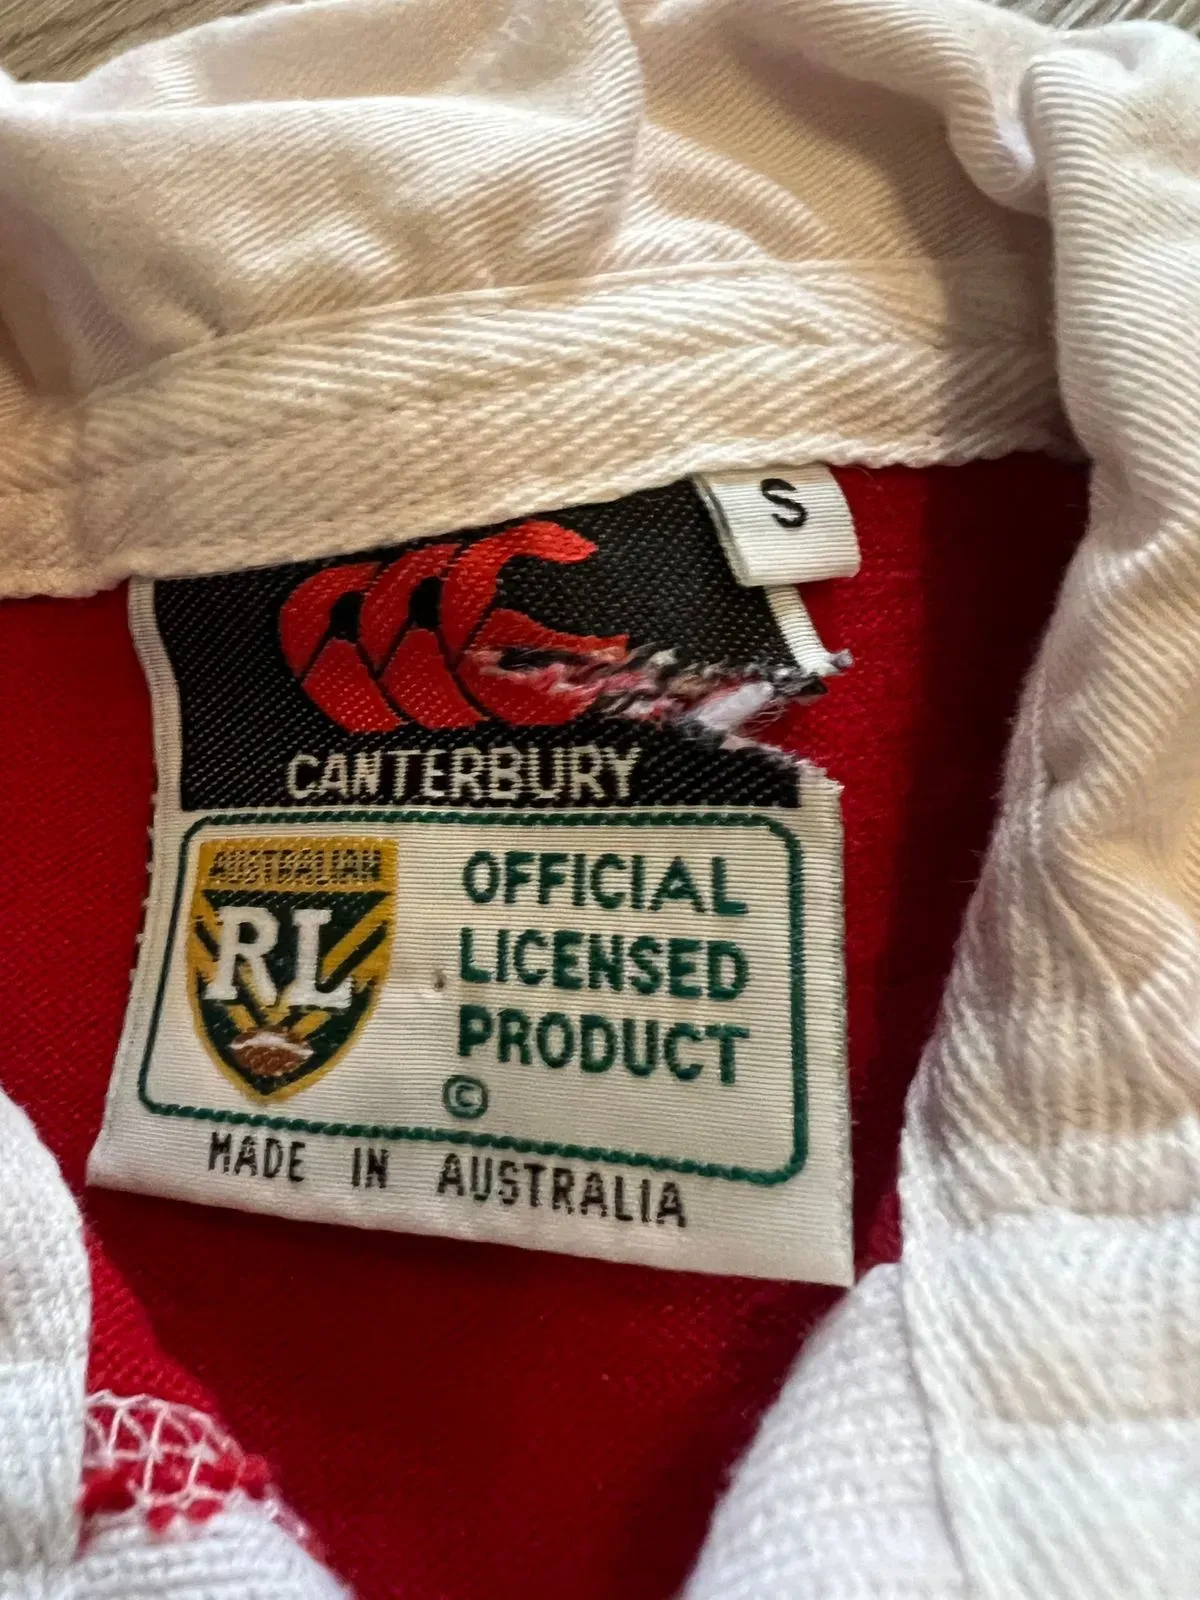 S
CANTERBURY
AUSTRALIAN
RL
OFFICIAL
LICENSED
PRODUCT
©
MADE IN AUSTRALIA